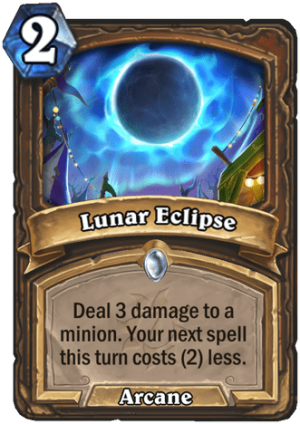 2
Lunar Eclipse
Deal 3 damage to a
minion. Your next spell
this turn costs (2) less.
Arcane